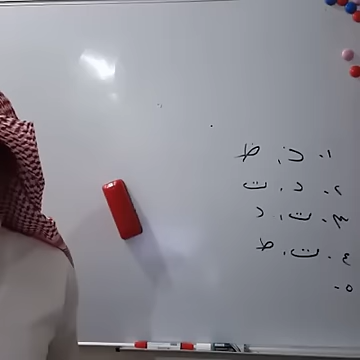 ١. ذ، ظ
٢. د، ت
٣. ث، د
٤. ت، ط
٥-